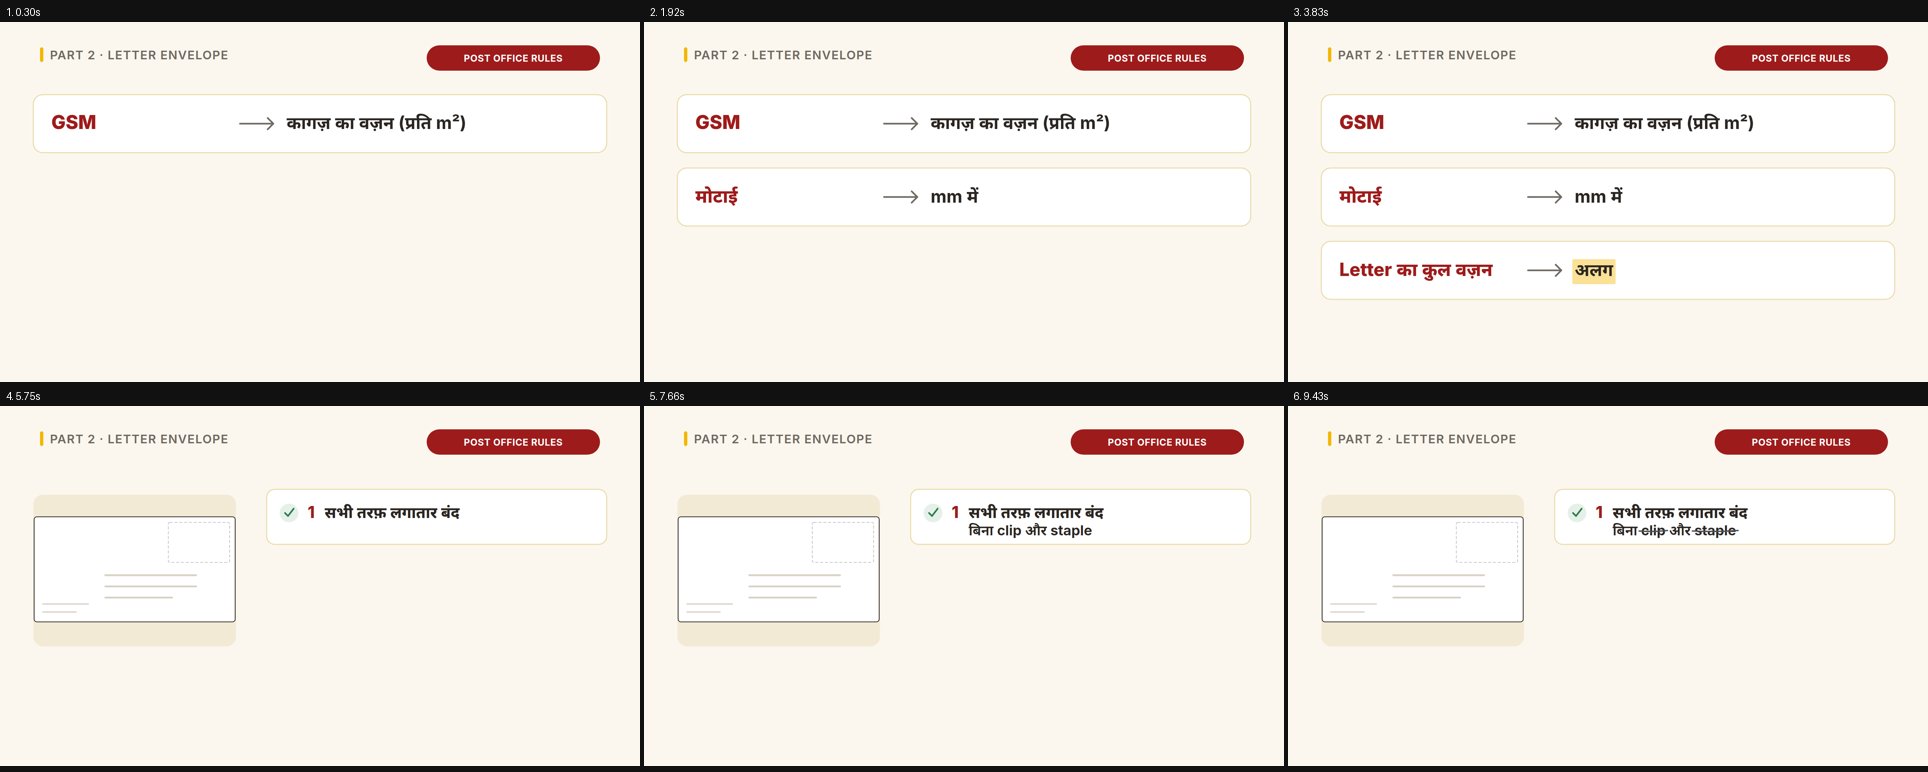 1. 0.30s
PART 2 · LETTER ENVELOPE
POST OFFICE RULES
GSM → कागज़ का वज़न (प्रति m²)
2. 1.92s
PART 2 · LETTER ENVELOPE
POST OFFICE RULES
GSM → कागज़ का वज़न (प्रति m²)
मोटाई → mm में
3. 3.83s
PART 2 · LETTER ENVELOPE
POST OFFICE RULES
GSM → कागज़ का वज़न (प्रति m²)
मोटाई → mm में
Letter का कुल वज़न → अलग
4. 5.75s
PART 2 · LETTER ENVELOPE
POST OFFICE RULES
1 सभी तरफ़ लगातार बंद
5. 7.66s
PART 2 · LETTER ENVELOPE
POST OFFICE RULES
1 सभी तरफ़ लगातार बंद
बिना clip और staple
6. 9.43s
PART 2 · LETTER ENVELOPE
POST OFFICE RULES
1 सभी तरफ़ लगातार बंद
बिना clip और staple